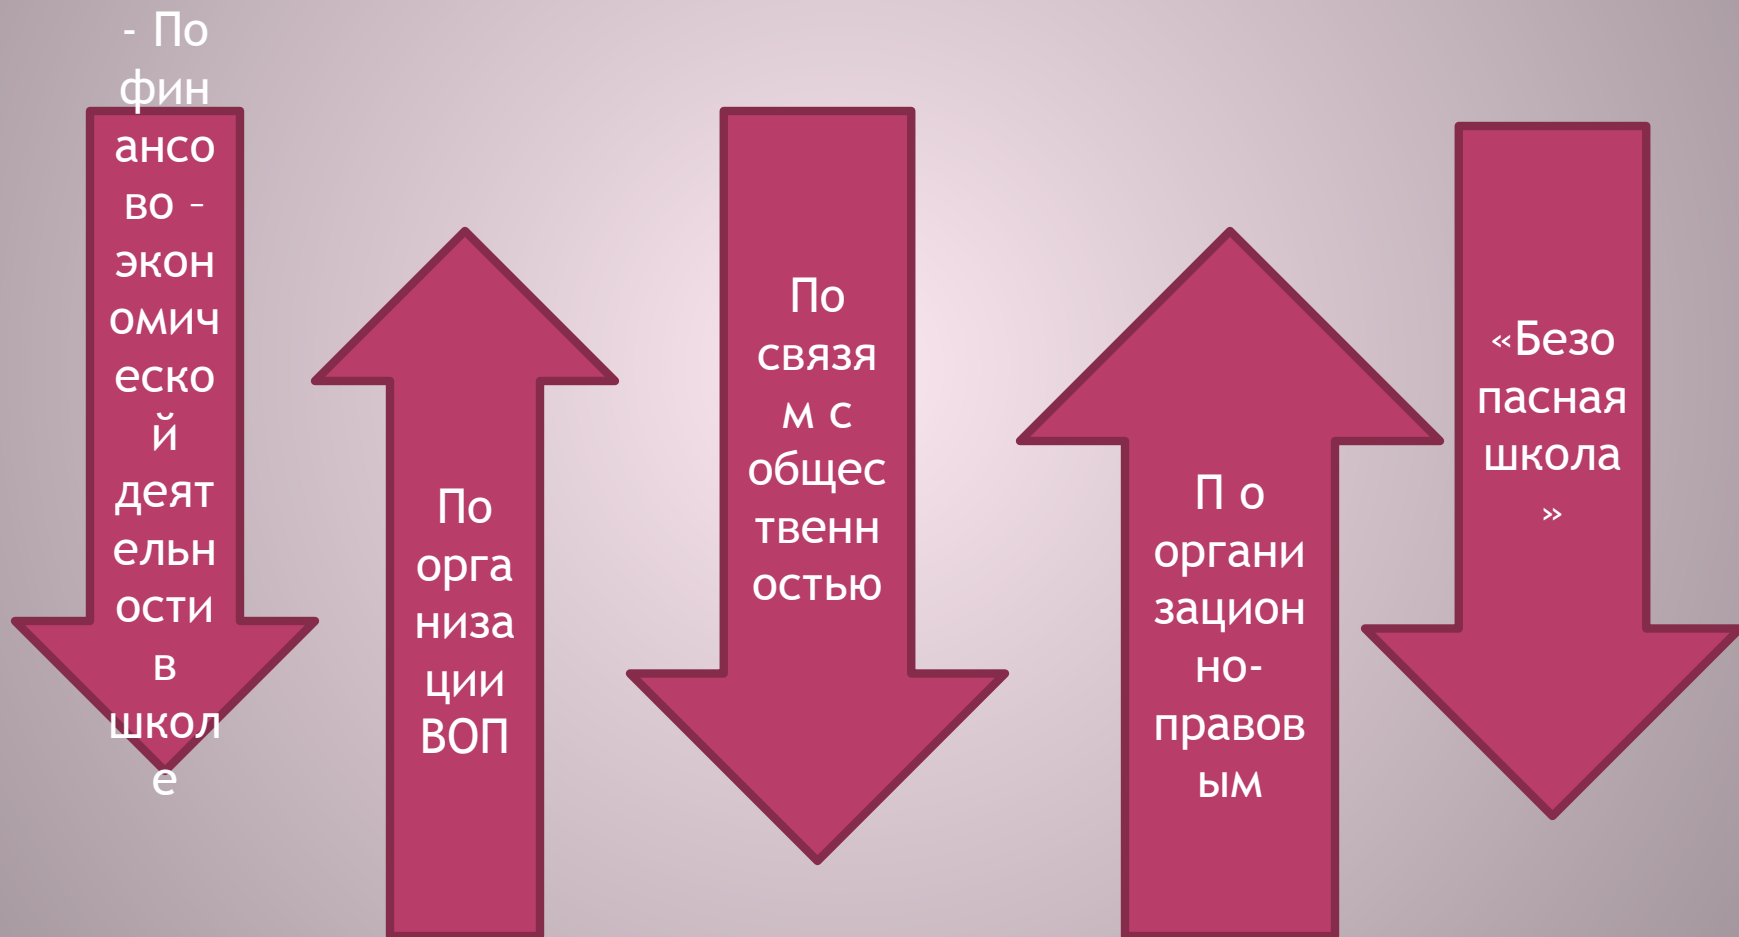 - По
фин
ансо
во –
экон
омич
еско
й
деят
ельн
ости
в
школ
е
По
орга
низа
ции
ВОП
По
связя
м с
общес
твенн
остью
П о
органи
зацион
но-
правов
ым
«Безо
пасная
школа
»